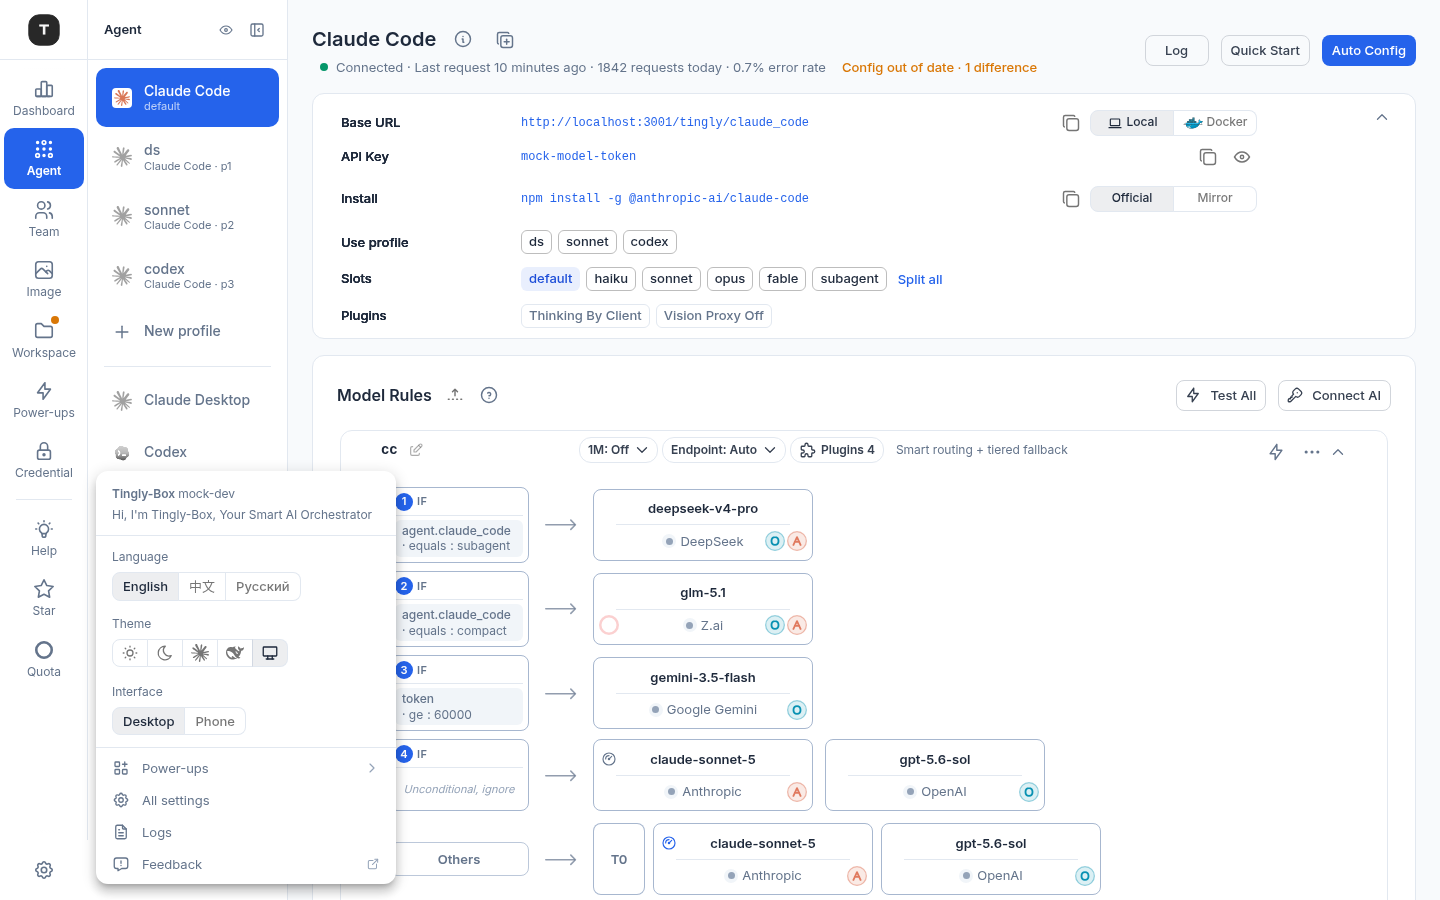 T
Dashboard
Agent
Team
Image
Workspace
Power-ups
Credential
Help
Star
Quota
Agent
Claude Code
default
ds
Claude Code · p1
sonnet
Claude Code · p2
codex
Claude Code · p3
New profile
Claude Desktop
Codex
Tingly-Box mock-dev
Hi, I'm Tingly-Box, Your Smart AI Orchestrator
Language
English 中文 Русский
Theme
Interface
Desktop Phone
Power-ups
All settings
Logs
Feedback
Claude Code
Connected · Last request 10 minutes ago · 1842 requests today · 0.7% error rate Config out of date · 1 difference
Log Quick Start Auto Config
Base URL http://localhost:3001/tingly/claude_code Local Docker
API Key mock-model-token
Install npm install -g @anthropic-ai/claude-code Official Mirror
Use profile ds sonnet codex
Slots default haiku sonnet opus fable subagent Split all
Plugins Thinking By Client Vision Proxy Off
Model Rules Test All Connect AI
cc 1M: Off Endpoint: Auto Plugins 4 Smart routing + tiered fallback
1 IF
agent.claude_code
· equals : subagent
deepseek-v4-pro
DeepSeek O A
2 IF
agent.claude_code
· equals : compact
glm-5.1
Z.ai O A
3 IF
token
· ge : 60000
gemini-3.5-flash
Google Gemini O
4 IF
Unconditional, ignore
claude-sonnet-5
Anthropic A
gpt-5.6-sol
OpenAI O
Others
T0
claude-sonnet-5
Anthropic A
gpt-5.6-sol
OpenAI O